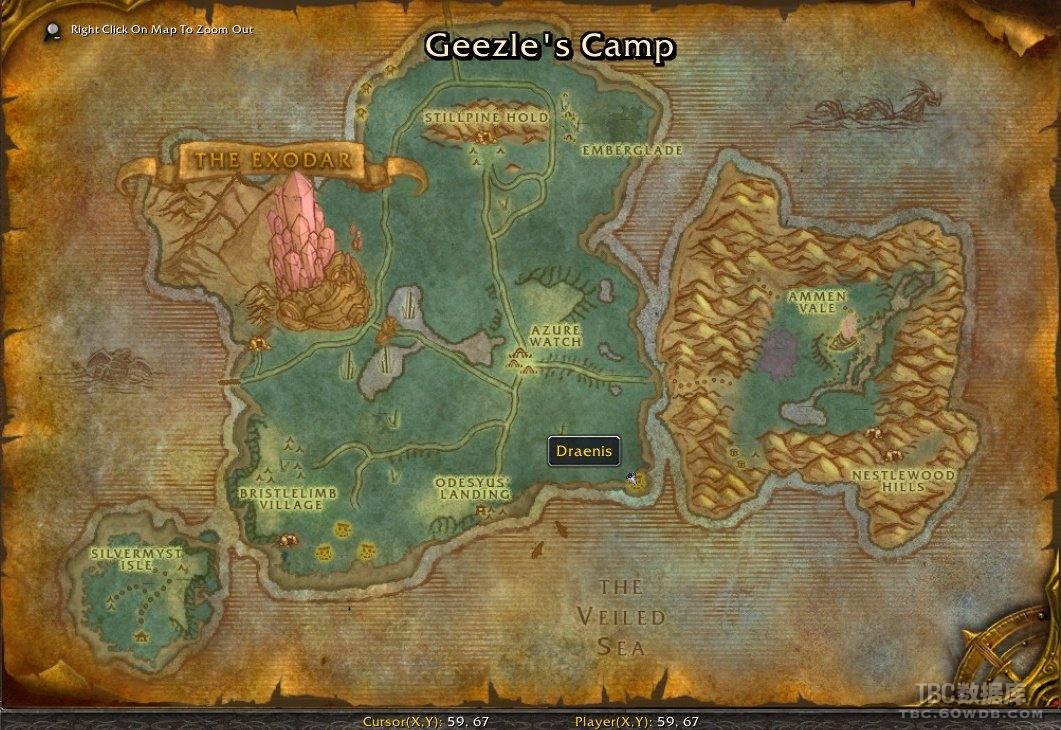 Right Click On Map To Zoom Out
Geezle's Camp
STILLPINE HOLD
EMBERGLADE
THE EXODAR
AMMEN
VALE
AZURE
WATCH
Draenis
ODESYUS'
LANDING
BRISTLELIMB
VILLAGE
NESTLEWOOD
HILLS
SILVERMYST
ISLE
THE
VEILED
SEA
TBC数据库
TBC.60WDB.COM
Cursor(X,Y): 59, 67
Player(X,Y): 59, 67